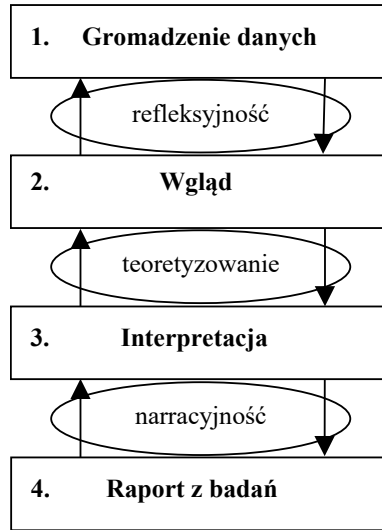 1. Gromadzenie danych
refleksyjność
2. Wgląd
teoretyzowanie
3. Interpretacja
narracyjność
4. Raport z badań